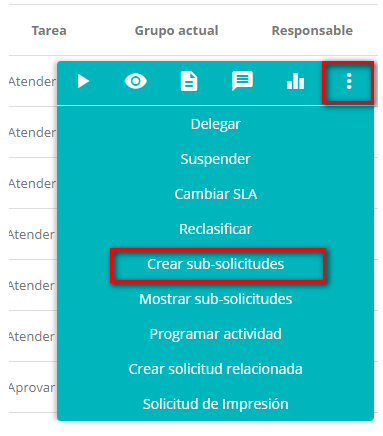 Tarea Grupo actual Responsable
Atender
Delegar
Atender
Suspender
Atender
Cambiar SLA
Reclasificar
Atender
Crear sub-solicitudes
Atender
Mostrar sub-solicitudes
Atender
Programar actividad
Crear solicitud relacionada
Aprovar
Solicitud de Impresión